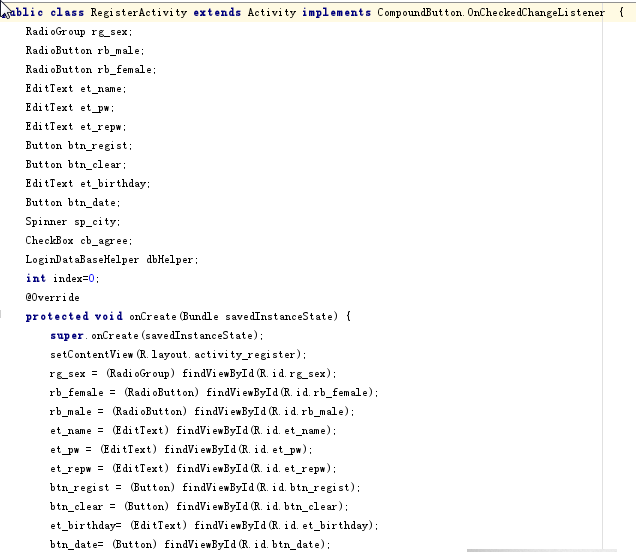 public class RegisterActivity extends Activity implements CompoundButton.OnCheckedChangeListener {
RadioGroup rg_sex;
RadioButton rb_male;
RadioButton rb_female;
EditText et_name;
EditText et_pw;
EditText et_repw;
Button btn_regist;
Button btn_clear;
EditText et_birthday;
Button btn_date;
Spinner sp_city;
CheckBox cb_agree;
LoginDataBaseHelper dbHelper;
int index=0;
@Override
protected void onCreate(Bundle savedInstanceState) {
super.onCreate(savedInstanceState);
setContentView(R.layout.activity_register);
rg_sex = (RadioGroup) findViewById(R.id.rg_sex);
rb_female = (RadioButton) findViewById(R.id.rb_female);
rb_male = (RadioButton) findViewById(R.id.rb_male);
et_name = (EditText) findViewById(R.id.et_name);
et_pw = (EditText) findViewById(R.id.et_pw);
et_repw = (EditText) findViewById(R.id.et_repw);
btn_regist = (Button) findViewById(R.id.btn_regist);
btn_clear = (Button) findViewById(R.id.btn_clear);
et_birthday= (EditText) findViewById(R.id.et_birthday);
btn_date= (Button) findViewById(R.id.btn_date);